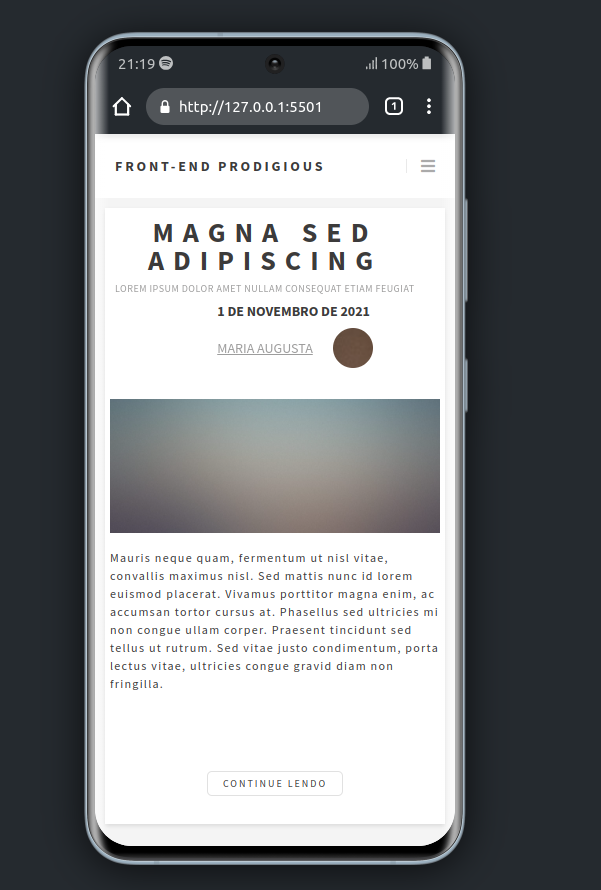 21:19
100%
http://127.0.0.1:5501
1
FRONT-END PRODIGIOUS
MAGNA SED
ADIPISCING
LOREM IPSUM DOLOR AMET NULLAM CONSEQUAT ETIAM FEUGIAT
1 DE NOVEMBRO DE 2021
MARIA AUGUSTA
Mauris neque quam, fermentum ut nisl vitae,
convallis maximus nisl. Sed mattis nunc id lorem
euismod placerat. Vivamus porttitor magna enim, ac
accumsan tortor cursus at. Phasellus sed ultricies mi
non congue ullam corper. Praesent tincidunt sed
tellus ut rutrum. Sed vitae justo condimentum, porta
lectus vitae, ultricies congue gravid diam non
fringilla.
CONTINUE LENDO